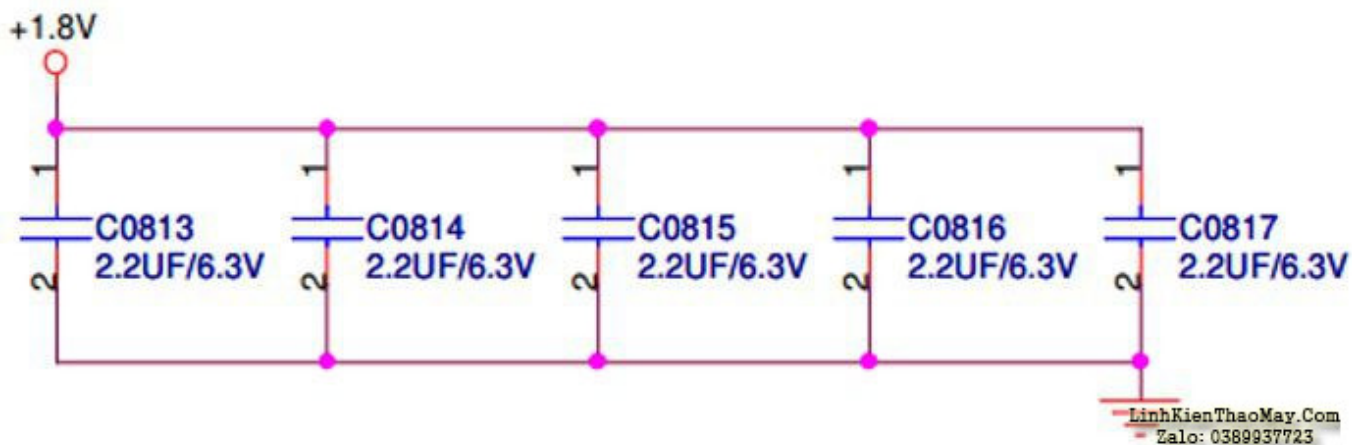 +1.8V
1
1
1
1
1
C0813
C0814
C0815
C0816
C0817
2.2UF/6.3V
2.2UF/6.3V
2.2UF/6.3V
2.2UF/6.3V
2.2UF/6.3V
2
2
2
2
2
LinhKienThaoMay.Com
Zalo: 0389937723